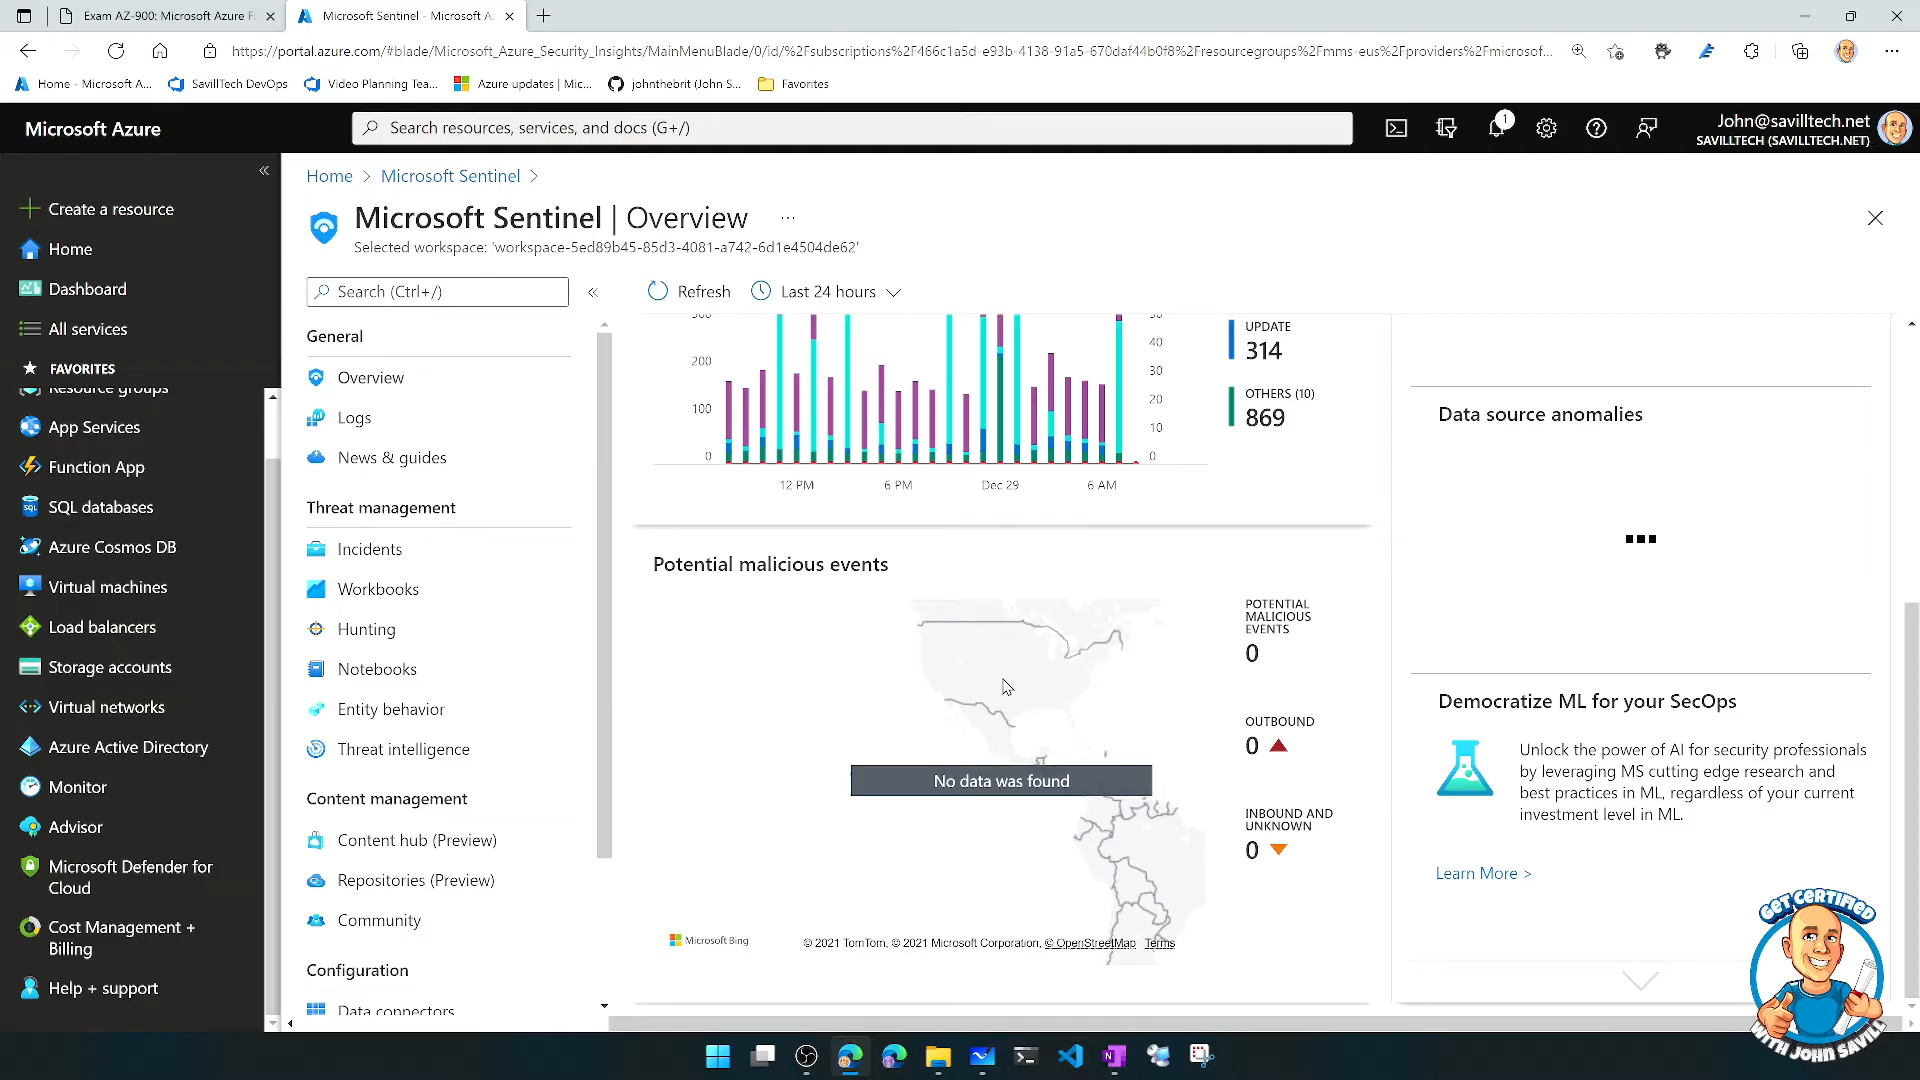 Exam AZ-900: Microsoft Azure F
Microsoft Sentinel - Microsoft Az
https://portal.azure.com/#blade/Microsoft_Azure_Security_Insights/MainMenuBlade/0/id/%2Fsubscriptions%2F466c1a5d-e93b-4138-91a5-670daf44b0f8%2Fresourcegroups%2Fmms-eus%2Fproviders%2Fmicrosof...
Home - Microsoft A...
SavillTech DevOps
Video Planning Tea...
Azure updates | Mic...
johnthebrit (John S...
Favorites
Microsoft Azure
Search resources, services, and docs (G+/)
1
John@savilltech.net
SAVILLTECH (SAVILLTECH.NET)
Create a resource
Home
Dashboard
All services
FAVORITES
Resource groups
App Services
Function App
SQL databases
Azure Cosmos DB
Virtual machines
Load balancers
Storage accounts
Virtual networks
Azure Active Directory
Monitor
Advisor
Microsoft Defender for
Cloud
Cost Management +
Billing
Help + support
Home > Microsoft Sentinel >
Microsoft Sentinel | Overview ...
Selected workspace: 'workspace-5ed89b45-85d3-4081-a742-6d1e4504de62'
Search (Ctrl+/)
General
Overview
Logs
News & guides
Threat management
Incidents
Workbooks
Hunting
Notebooks
Entity behavior
Threat intelligence
Content management
Content hub (Preview)
Repositories (Preview)
Community
Configuration
Data connectors
Refresh
Last 24 hours
300
200
100
0
50
40
30
20
10
0
12 PM
6 PM
Dec 29
6 AM
UPDATE
314
OTHERS (10)
869
Potential malicious events
No data was found
Microsoft Bing
© 2021 TomTom, © 2021 Microsoft Corporation, © OpenStreetMap Terms
POTENTIAL
MALICIOUS
EVENTS
0
OUTBOUND
0
INBOUND AND
UNKNOWN
0
Data source anomalies
Democratize ML for your SecOps
Unlock the power of AI for security professionals
by leveraging MS cutting edge research and
best practices in ML, regardless of your current
investment level in ML.
Learn More >
GET CERTIFIED
WITH JOHN SAVILL